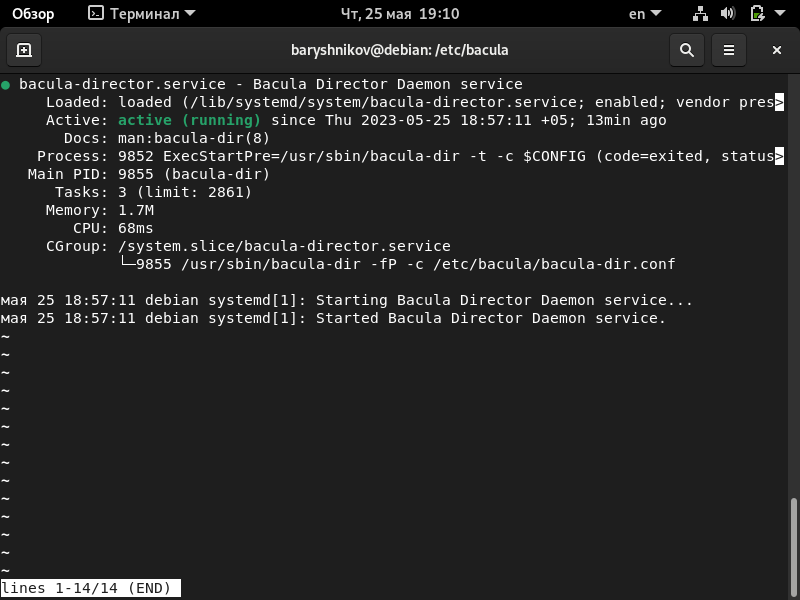 Обзор Терминал Чт, 25 мая 19:10 en
baryshnikov@debian: /etc/bacula
● bacula-director.service - Bacula Director Daemon service
Loaded: loaded (/lib/systemd/system/bacula-director.service; enabled; vendor pres>
Active: active (running) since Thu 2023-05-25 18:57:11 +05; 13min ago
Docs: man:bacula-dir(8)
Process: 9852 ExecStartPre=/usr/sbin/bacula-dir -t -c $CONFIG (code=exited, status>
Main PID: 9855 (bacula-dir)
Tasks: 3 (limit: 2861)
Memory: 1.7M
CPU: 68ms
CGroup: /system.slice/bacula-director.service
└─9855 /usr/sbin/bacula-dir -fP -c /etc/bacula/bacula-dir.conf
мая 25 18:57:11 debian systemd[1]: Starting Bacula Director Daemon service...
мая 25 18:57:11 debian systemd[1]: Started Bacula Director Daemon service.
~
~
~
~
~
~
~
~
~
~
~
~
~
~
lines 1-14/14 (END)